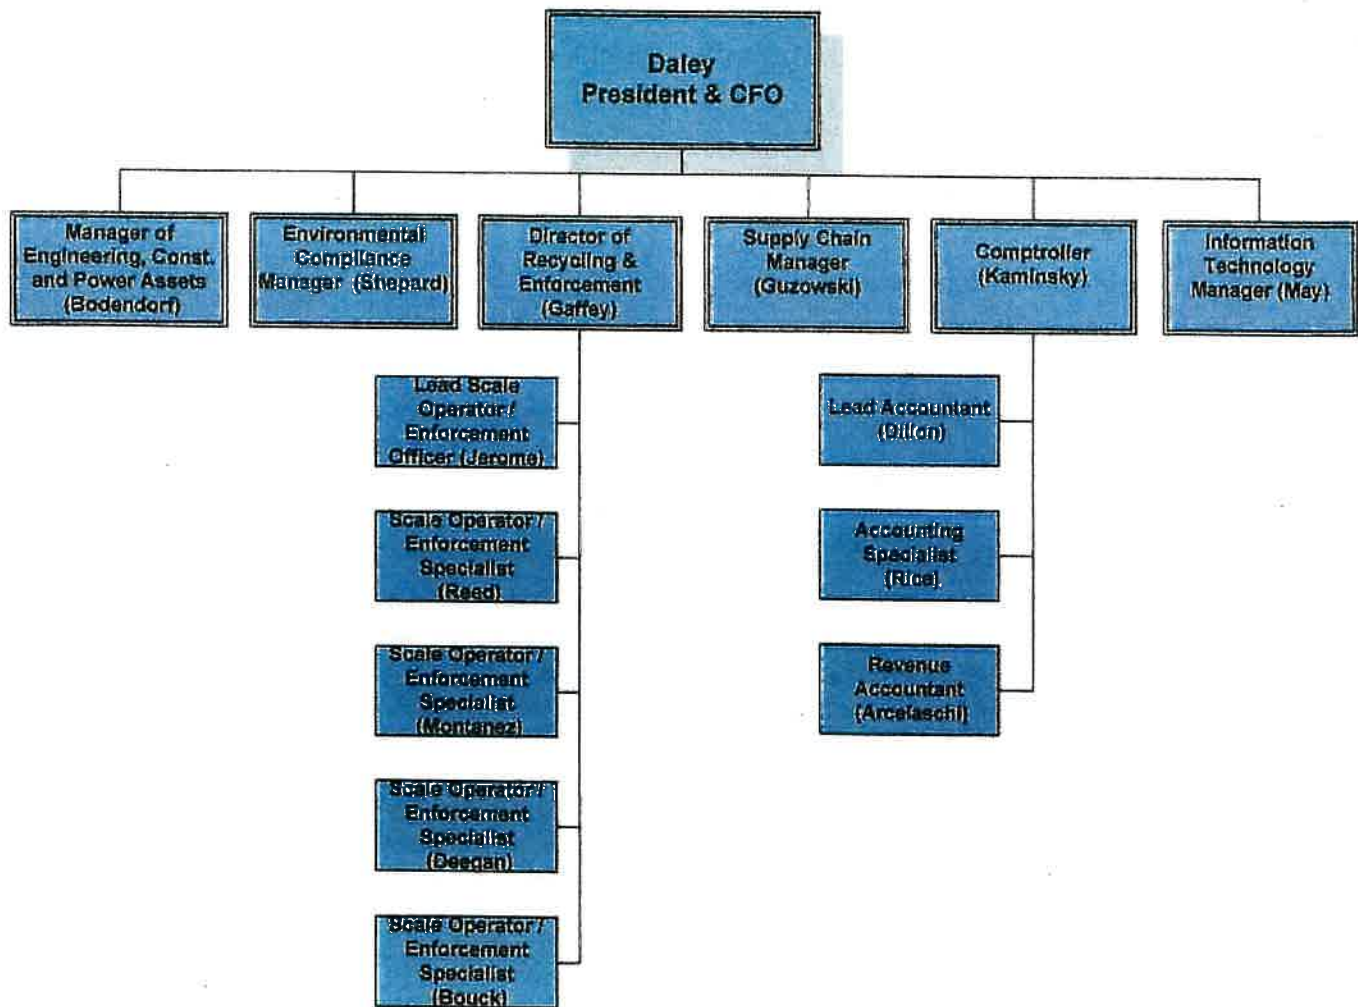 Daley
President & CFO
Manager of
Engineering, Const.
and Power Assets
(Bodendorf)
Environmental
Compliance
Manager (Shepard)
Director of
Recycling &
Enforcement
(Gaffey)
Supply Chain
Manager
(Guzowski)
Comptroller
(Kaminsky)
Information
Technology
Manager (May)
Lead Scale
Operator /
Enforcement
Officer (Jerome)
Scale Operator /
Enforcement
Specialist
(Reed)
Scale Operator /
Enforcement
Specialist
(Montanez)
Scale Operator /
Enforcement
Specialist
(Deegan)
Scale Operator /
Enforcement
Specialist
(Bouck)
Lead Accountant
(Dillon)
Accounting
Specialist
(Rice)
Revenue
Accountant
(Arcelaschi)